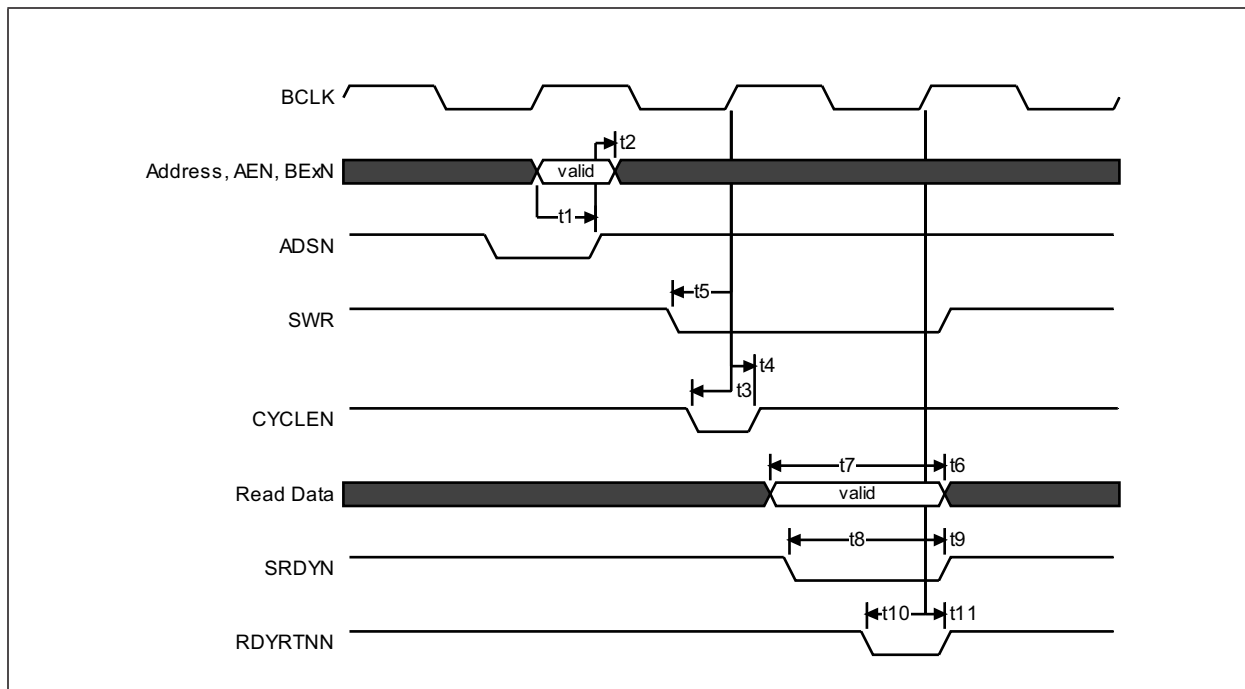 BCLK
t2
Address, AEN, BExN
valid
t1
ADSN
t5
SWR
t4
t3
CYCLEN
t7
t6
Read Data
valid
t8
t9
SRDYN
t10
t11
RDYRTNN